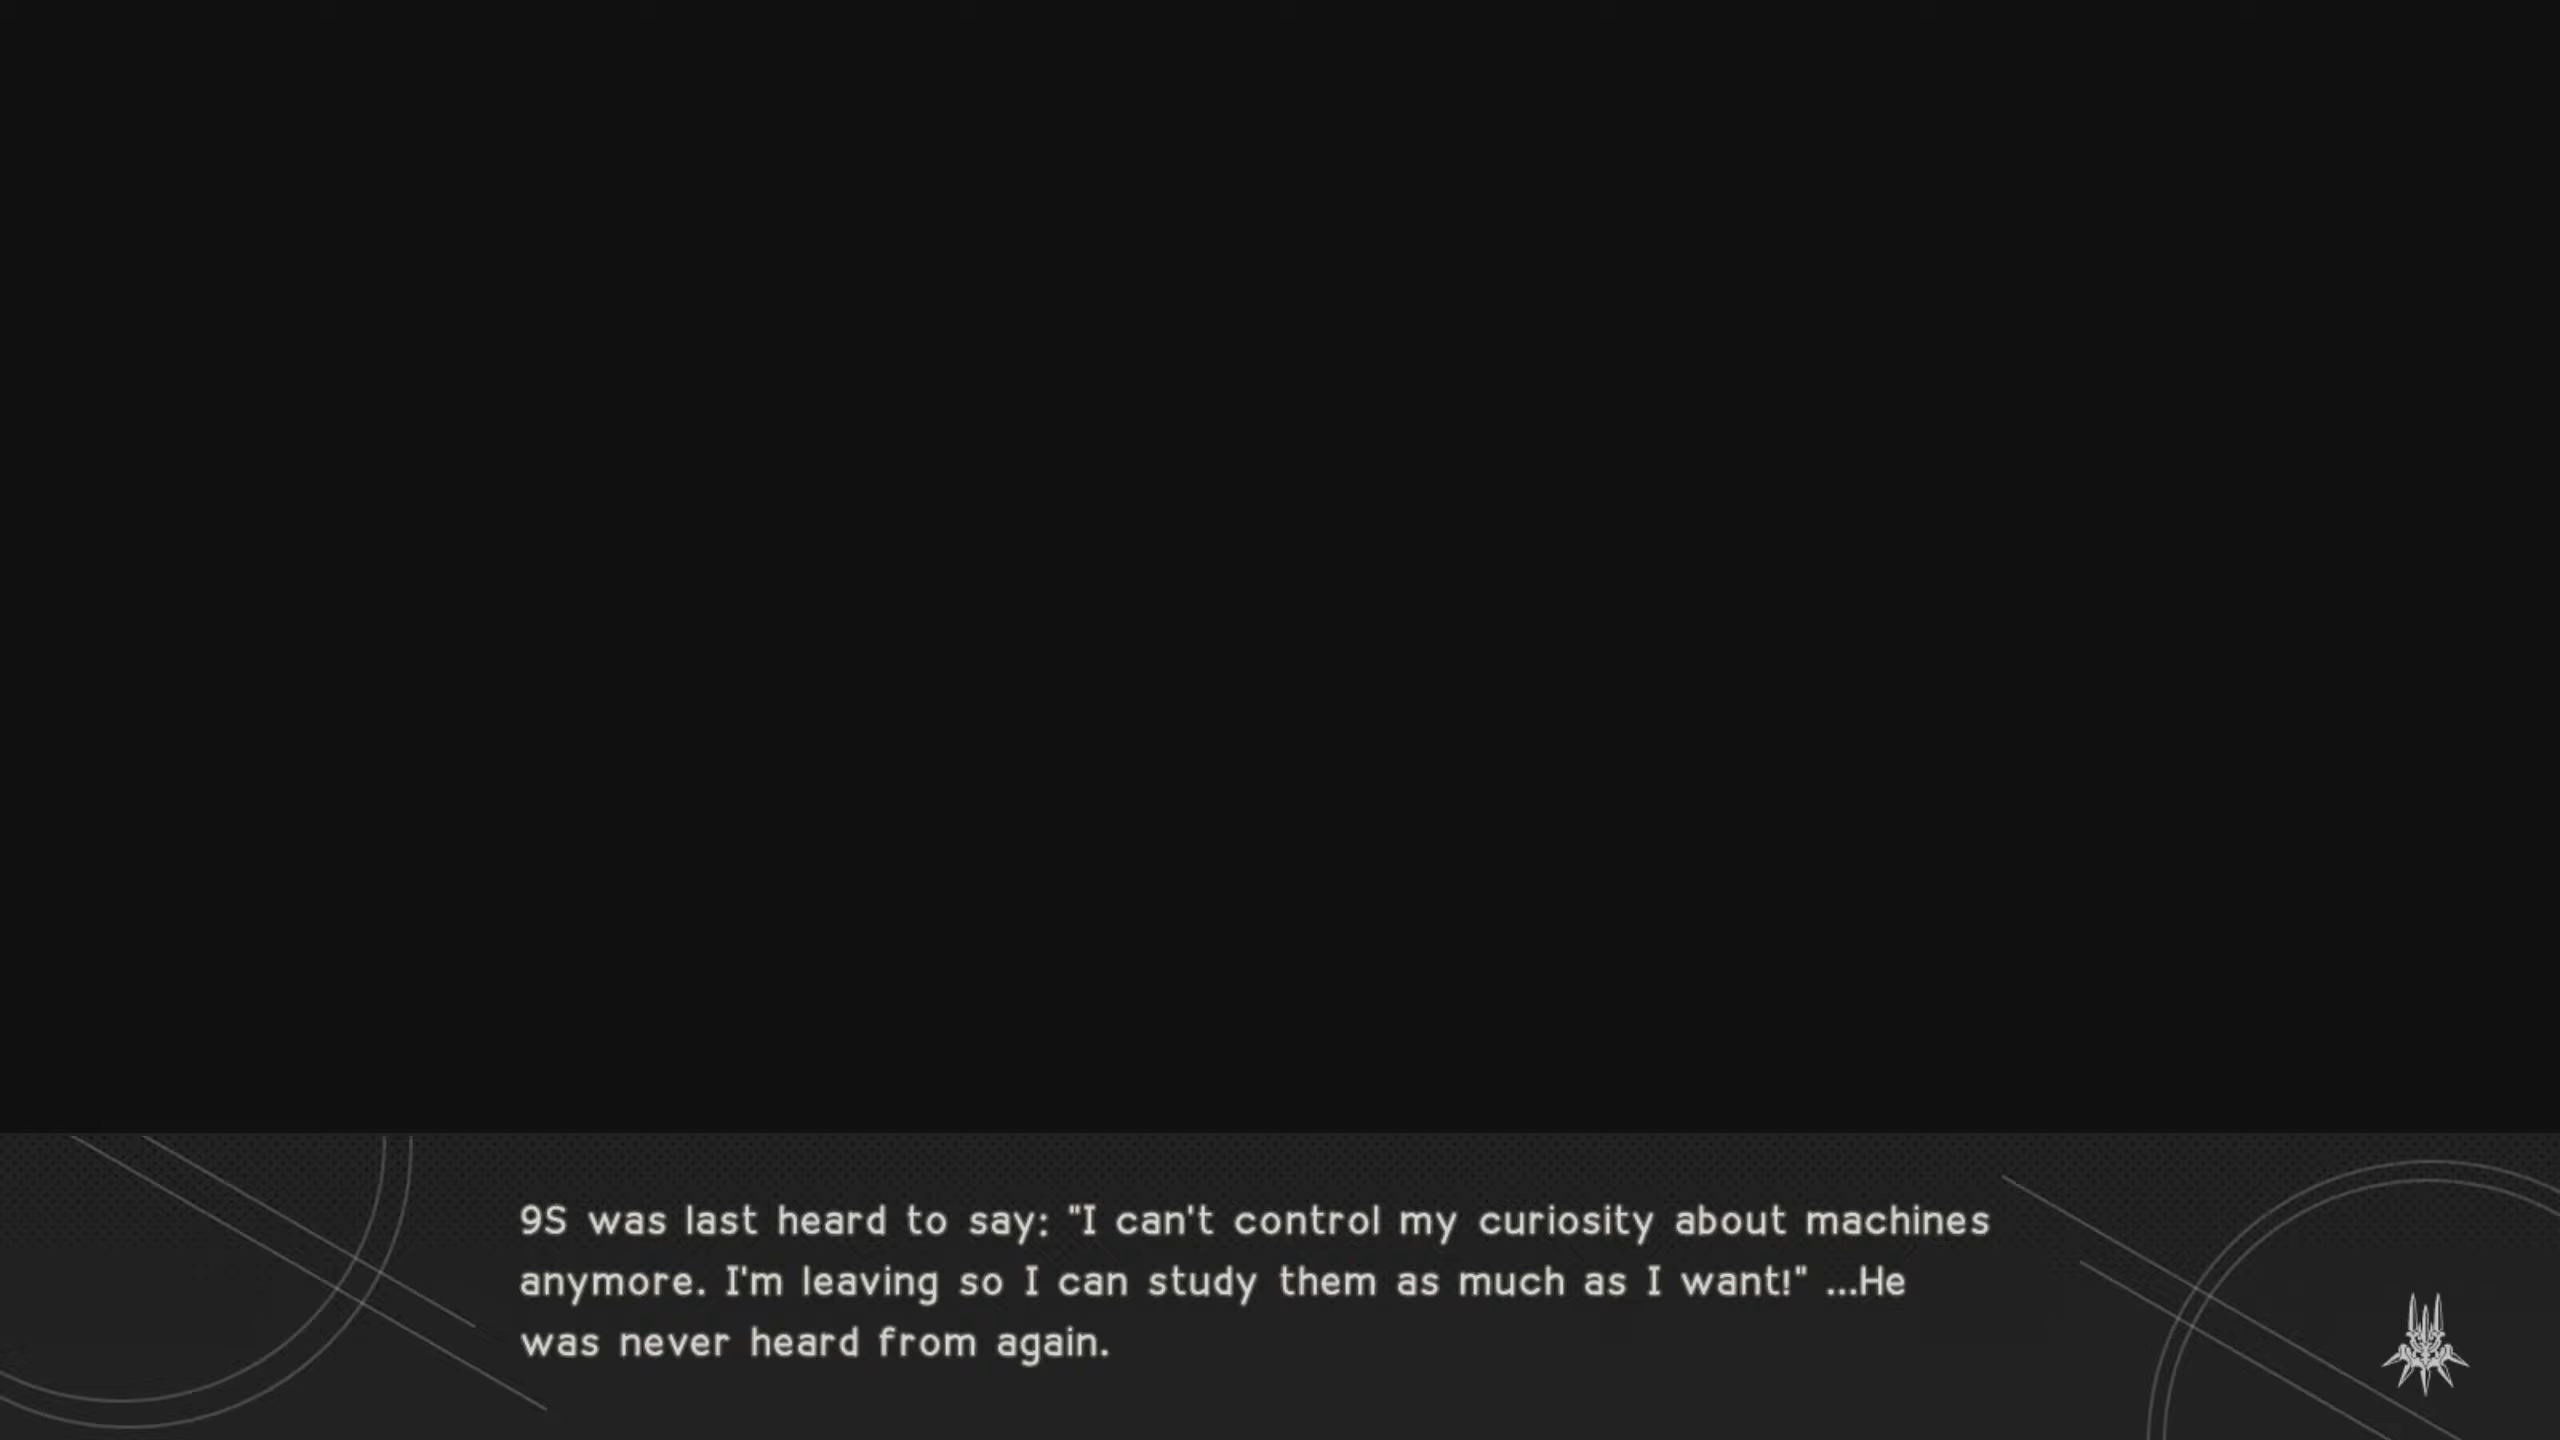 9S was last heard to say: "I can't control my curiosity about machines
anymore. I'm leaving so I can study them as much as I want!" ...He
was never heard from again.